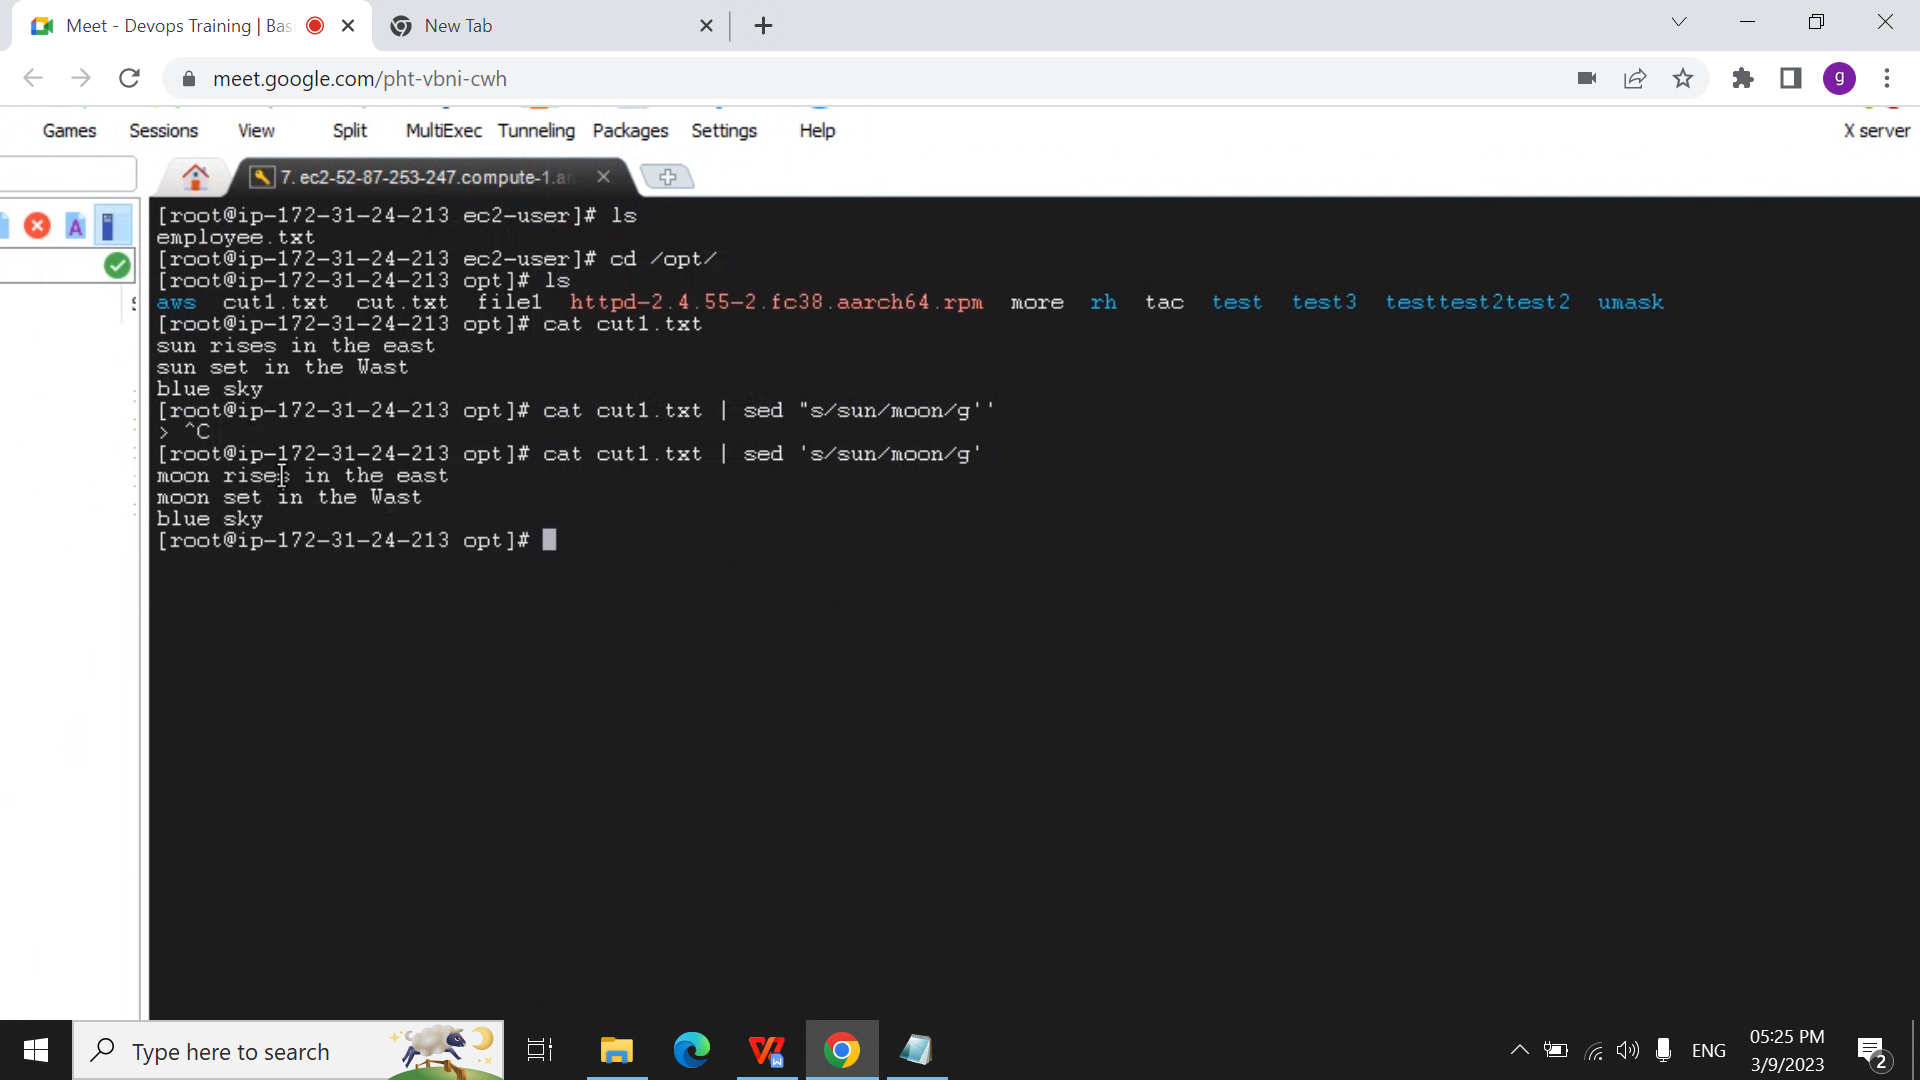 Meet - Devops Training | Bas
New Tab
meet.google.com/pht-vbni-cwh
g
Games Sessions View Split MultiExec Tunneling Packages Settings Help X server
7. ec2-52-87-253-247.compute-1.an
[root@ip-172-31-24-213 ec2-user]# ls
employee.txt
[root@ip-172-31-24-213 ec2-user]# cd /opt/
[root@ip-172-31-24-213 opt]# ls
aws cut1.txt cut.txt file1 httpd-2.4.55-2.fc38.aarch64.rpm more rh tac test test3 testtest2test2 umask
[root@ip-172-31-24-213 opt]# cat cut1.txt
sun rises in the east
sun set in the Wast
blue sky
[root@ip-172-31-24-213 opt]# cat cut1.txt | sed "s/sun/moon/g''
> ^C
[root@ip-172-31-24-213 opt]# cat cut1.txt | sed 's/sun/moon/g'
moon rises in the east
moon set in the Wast
blue sky
[root@ip-172-31-24-213 opt]#
Type here to search
ENG
05:25 PM
3/9/2023
2